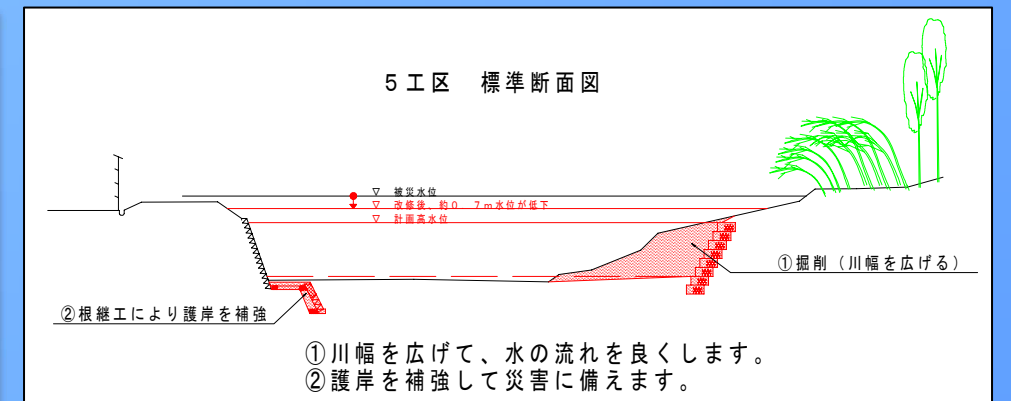 5工区 標準断面図
▽ 被災水位
▽ 改修後、約0.7m水位が低下
▽ 計画高水位
①掘削(川幅を広げる)
②根継工により護岸を補強
①川幅を広げて、水の流れを良くします。
②護岸を補強して災害に備えます。